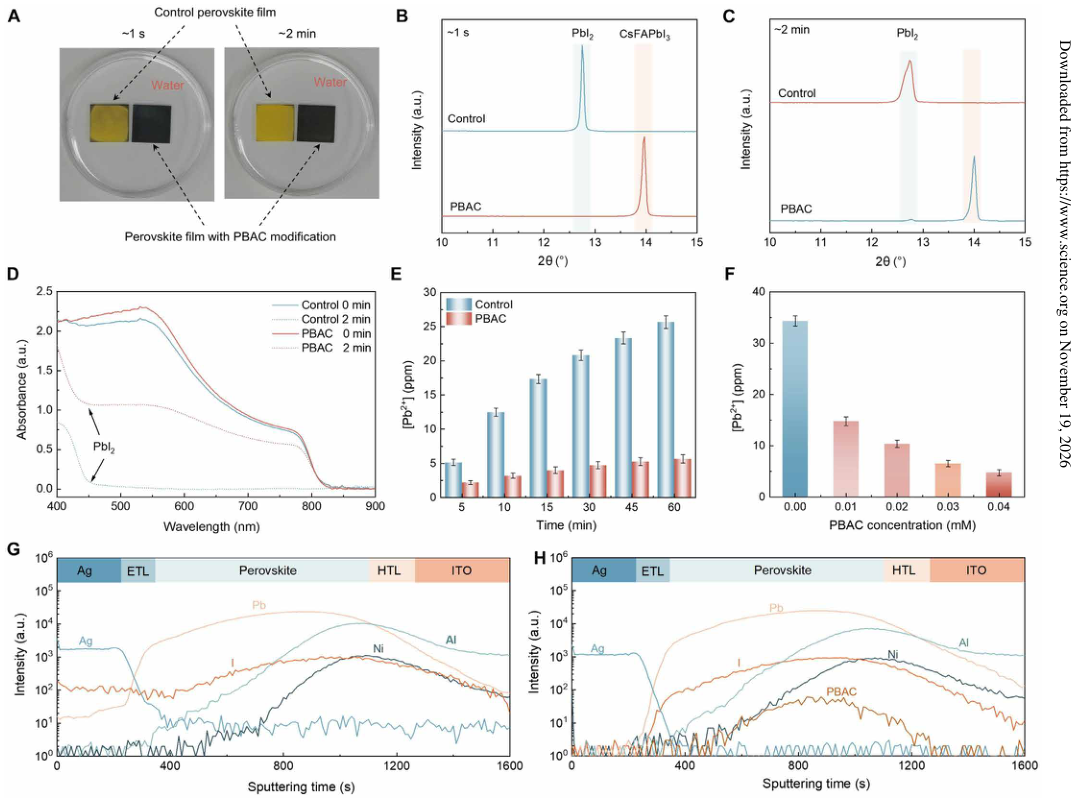 A
Control perovskite film
~1 s
~2 min
Water
Water
Perovskite film with PBAC modification
B
~1 s
PbI2
CsFAPbI3
Control
PBAC
Intensity (a.u.)
10 11 12 13 14 15
2θ (°)
C
~2 min
PbI2
Control
PBAC
Intensity (a.u.)
10 11 12 13 14 15
2θ (°)
D
2.5
2.0
1.5
1.0
0.5
0.0
Absorbance (a.u.)
Control 0 min
Control 2 min
PBAC 0 min
PBAC 2 min
PbI2
400 500 600 700 800 900
Wavelength (nm)
E
30
25
20
15
10
5
0
[Pb2+] (ppm)
Control
PBAC
5 10 15 30 45 60
Time (min)
F
40
30
20
10
0
[Pb2+] (ppm)
0.00 0.01 0.02 0.03 0.04
PBAC concentration (mM)
G
10^6
10^5
10^4
10^3
10^2
10^1
10^0
Intensity (a.u.)
Ag ETL Perovskite HTL ITO
Pb
Ag
Al
I
Ni
0 400 800 1200 1600
Sputtering time (s)
H
10^6
10^5
10^4
10^3
10^2
10^1
10^0
Intensity (a.u.)
Ag ETL Perovskite HTL ITO
Pb
Ag
Al
I
Ni
PBAC
0 400 800 1200 1600
Sputtering time (s)
Downloaded from https://www.science.org on November 19, 2026